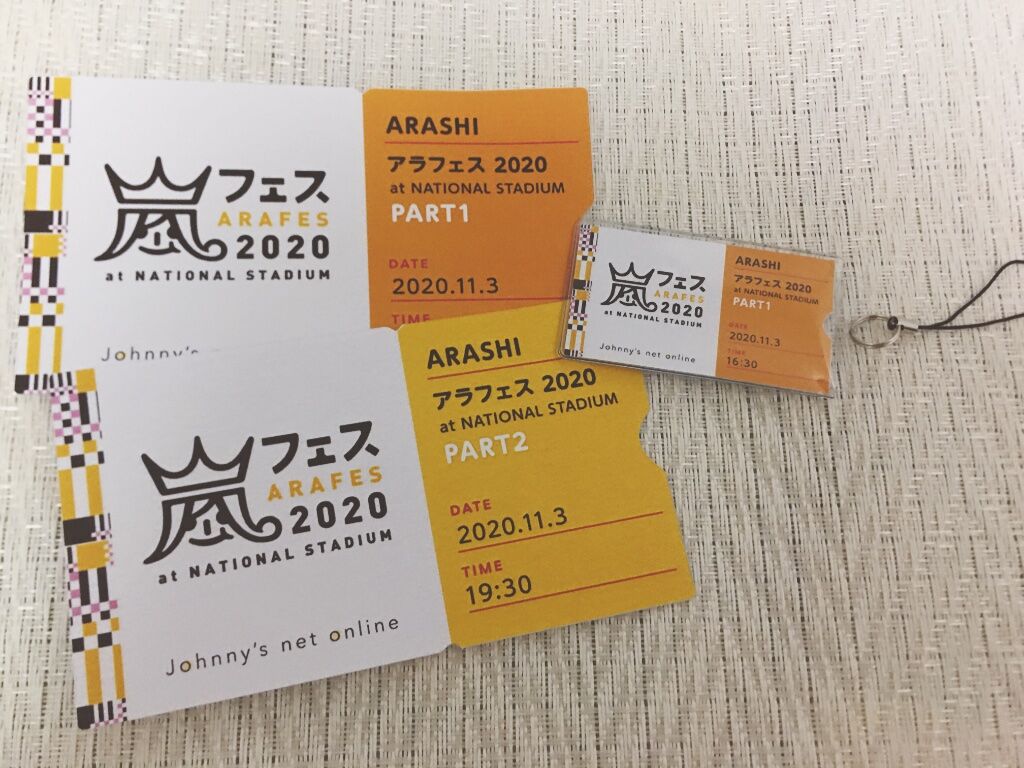 嵐フェス
ARAFES
2020
at NATIONAL STADIUM
Johnny's
ARASHI
アラフェス 2020
at NATIONAL STADIUM
PART1
DATE
2020.11.3
TIME
嵐フェス
ARAFES
2020
at NATIONAL STADIUM
Johnny's net online
ARASHI
アラフェス 2020
at NATIONAL STADIUM
PART1
DATE
2020.11.3
TIME
16:30
嵐フェス
ARAFES
2020
at NATIONAL STADIUM
Johnny's net online
ARASHI
アラフェス 2020
at NATIONAL STADIUM
PART2
DATE
2020.11.3
TIME
19:30